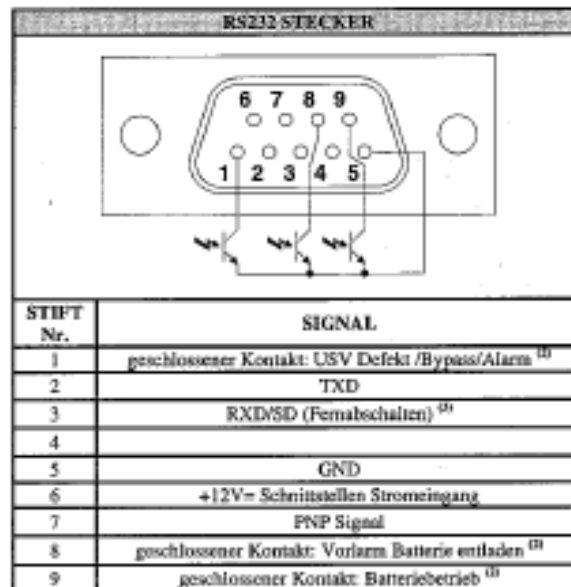 RS232 STECKER
6 7 8 9
1 2 3 4 5
STIFT Nr. SIGNAL
1 geschlossener Kontakt: USV Defekt /Bypass/Alarm
2 TXD
3 RXD/SD (Fernabschalten)
4
5 GND
6 +12V= Schnittstellen Stromeingang
7 PNP Signal
8 geschlossener Kontakt: Vorlarm Batterie entladen
9 geschlossener Kontakt: Batteriebetrieb